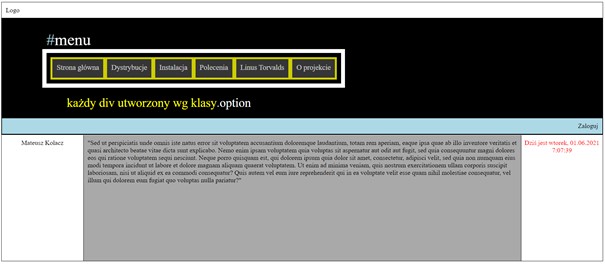 Logo
#menu
Strona główna Dystrybucje Instalacja Polecenia Linus Torvalds O projekcie
każdy div utworzony wg klasy.option
Zaloguj
Mateusz Kolacz
"Sed ut perspiciatis unde omnis iste natus error sit voluptatem accusantium doloremque laudantium, totam rem aperiam, eaque ipsa quae ab illo inventore veritatis et
quasi architecto beatae vitae dicta sunt explicabo. Nemo enim ipsam voluptatem quia voluptas sit aspernatur aut odit aut fugit, sed quia consequuntur magni dolores
eos qui ratione voluptatem sequi nesciunt. Neque porro quisquam est, qui dolorem ipsum quia dolor sit amet, consectetur, adipisci velit, sed quia non numquam eius
modi tempora incidunt ut labore et dolore magnam aliquam quaerat voluptatem. Ut enim ad minima veniam, quis nostrum exercitationem ullam corporis suscipit
laboriosam, nisi ut aliquid ex ea commodi consequatur? Quis autem vel eum iure reprehenderit qui in ea voluptate velit esse quam nihil molestiae consequatur, vel
illum qui dolorem eum fugiat quo voluptas nulla pariatur?"
Dziś jest wtorek, 01.06.2021
7:07:39